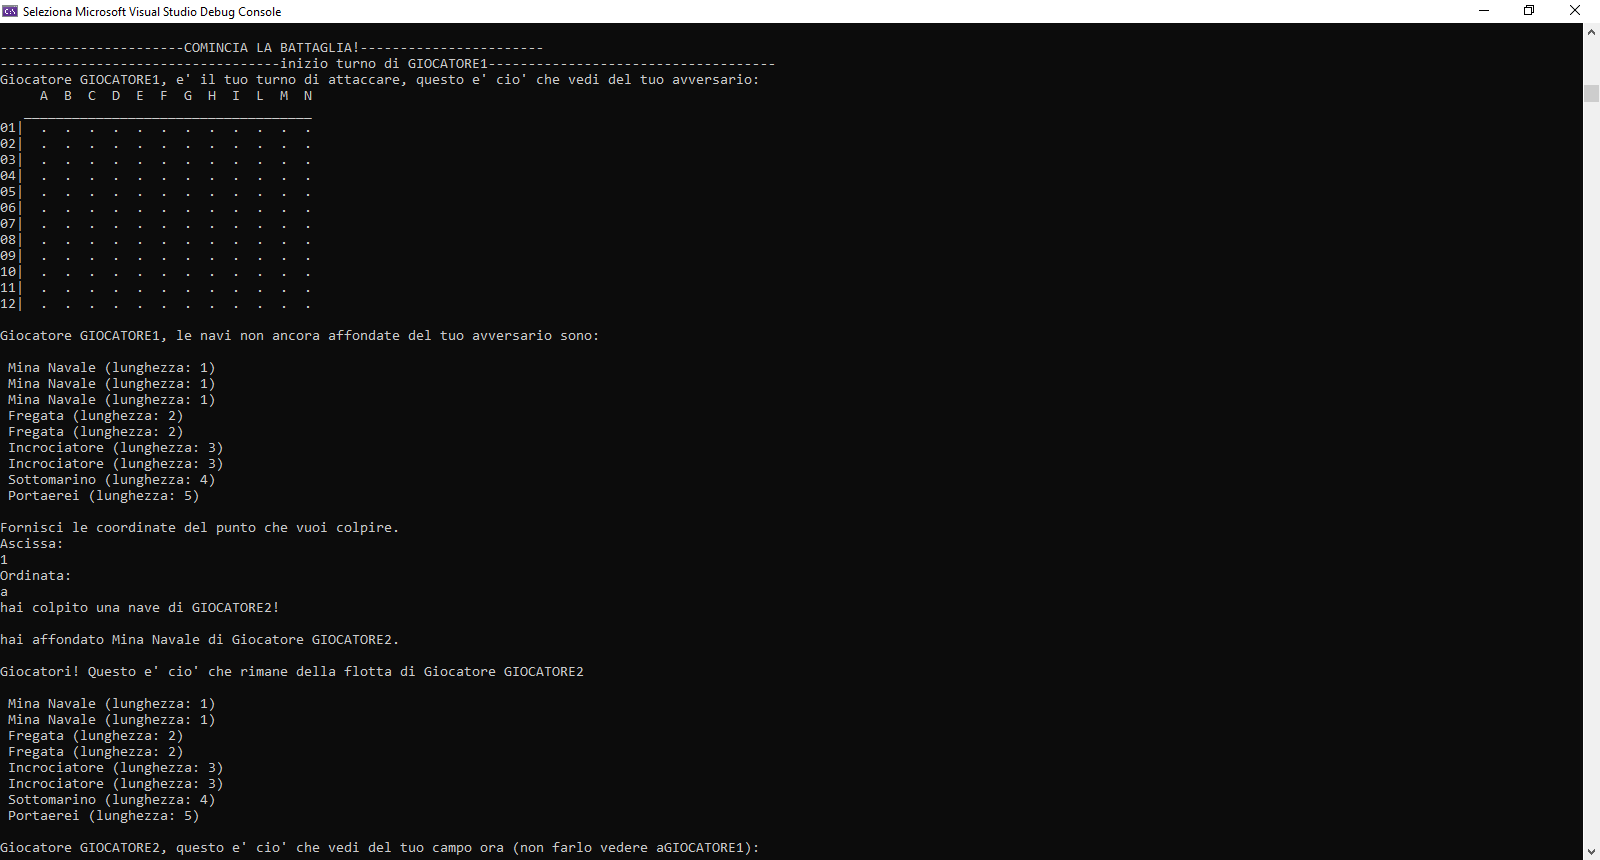 Seleziona Microsoft Visual Studio Debug Console
-----------------------COMINCIA LA BATTAGLIA!-----------------------
-----------------------------------inizio turno di GIOCATORE1------------------------------------
Giocatore GIOCATORE1, e' il tuo turno di attaccare, questo e' cio' che vedi del tuo avversario:
     A  B  C  D  E  F  G  H  I  L  M  N
   ____________________________________
01|  .  .  .  .  .  .  .  .  .  .  .  .
02|  .  .  .  .  .  .  .  .  .  .  .  .
03|  .  .  .  .  .  .  .  .  .  .  .  .
04|  .  .  .  .  .  .  .  .  .  .  .  .
05|  .  .  .  .  .  .  .  .  .  .  .  .
06|  .  .  .  .  .  .  .  .  .  .  .  .
07|  .  .  .  .  .  .  .  .  .  .  .  .
08|  .  .  .  .  .  .  .  .  .  .  .  .
09|  .  .  .  .  .  .  .  .  .  .  .  .
10|  .  .  .  .  .  .  .  .  .  .  .  .
11|  .  .  .  .  .  .  .  .  .  .  .  .
12|  .  .  .  .  .  .  .  .  .  .  .  .
Giocatore GIOCATORE1, le navi non ancora affondate del tuo avversario sono:
Mina Navale (lunghezza: 1)
Mina Navale (lunghezza: 1)
Mina Navale (lunghezza: 1)
Fregata (lunghezza: 2)
Fregata (lunghezza: 2)
Incrociatore (lunghezza: 3)
Incrociatore (lunghezza: 3)
Sottomarino (lunghezza: 4)
Portaerei (lunghezza: 5)
Fornisci le coordinate del punto che vuoi colpire.
Ascissa:
1
Ordinata:
a
hai colpito una nave di GIOCATORE2!
hai affondato Mina Navale di Giocatore GIOCATORE2.
Giocatori! Questo e' cio' che rimane della flotta di Giocatore GIOCATORE2
Mina Navale (lunghezza: 1)
Mina Navale (lunghezza: 1)
Fregata (lunghezza: 2)
Fregata (lunghezza: 2)
Incrociatore (lunghezza: 3)
Incrociatore (lunghezza: 3)
Sottomarino (lunghezza: 4)
Portaerei (lunghezza: 5)
Giocatore GIOCATORE2, questo e' cio' che vedi del tuo campo ora (non farlo vedere aGIOCATORE1):